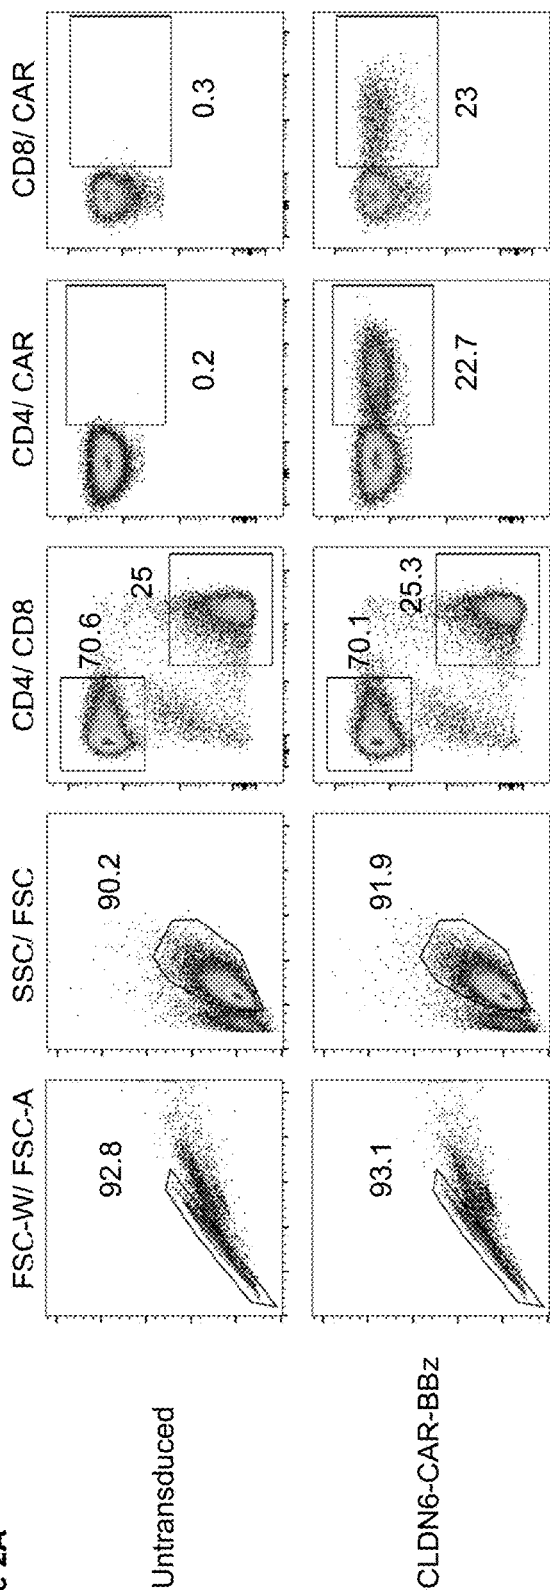 2A
FSC-W/ FSC-A
SSC/ FSC
CD4/ CD8
CD4/ CAR
CD8/ CAR
Untransduced
92.8
90.2
70.6
25
0.2
0.3
CLDN6-CAR-BBz
93.1
91.9
70.1
25.3
22.7
23